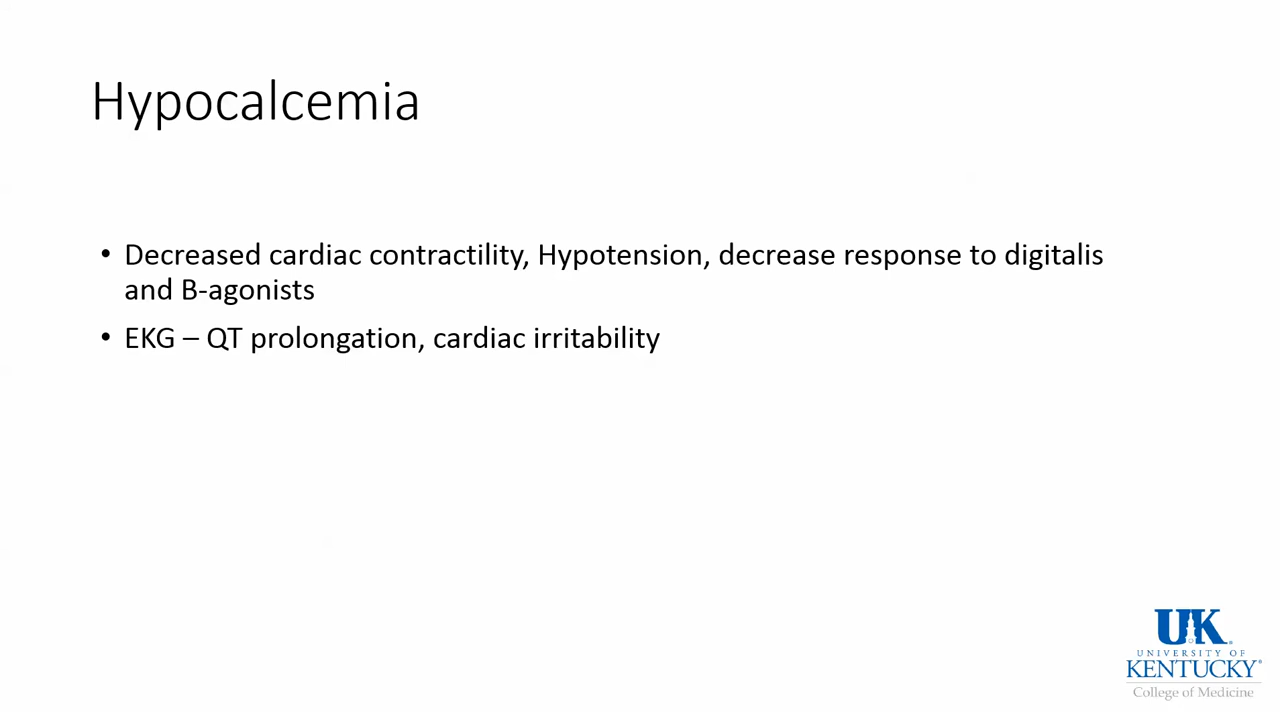 Hypocalcemia
• Decreased cardiac contractility, Hypotension, decrease response to digitalis
and B-agonists
• EKG – QT prolongation, cardiac irritability
UK
UNIVERSITY OF
KENTUCKY®
College of Medicine